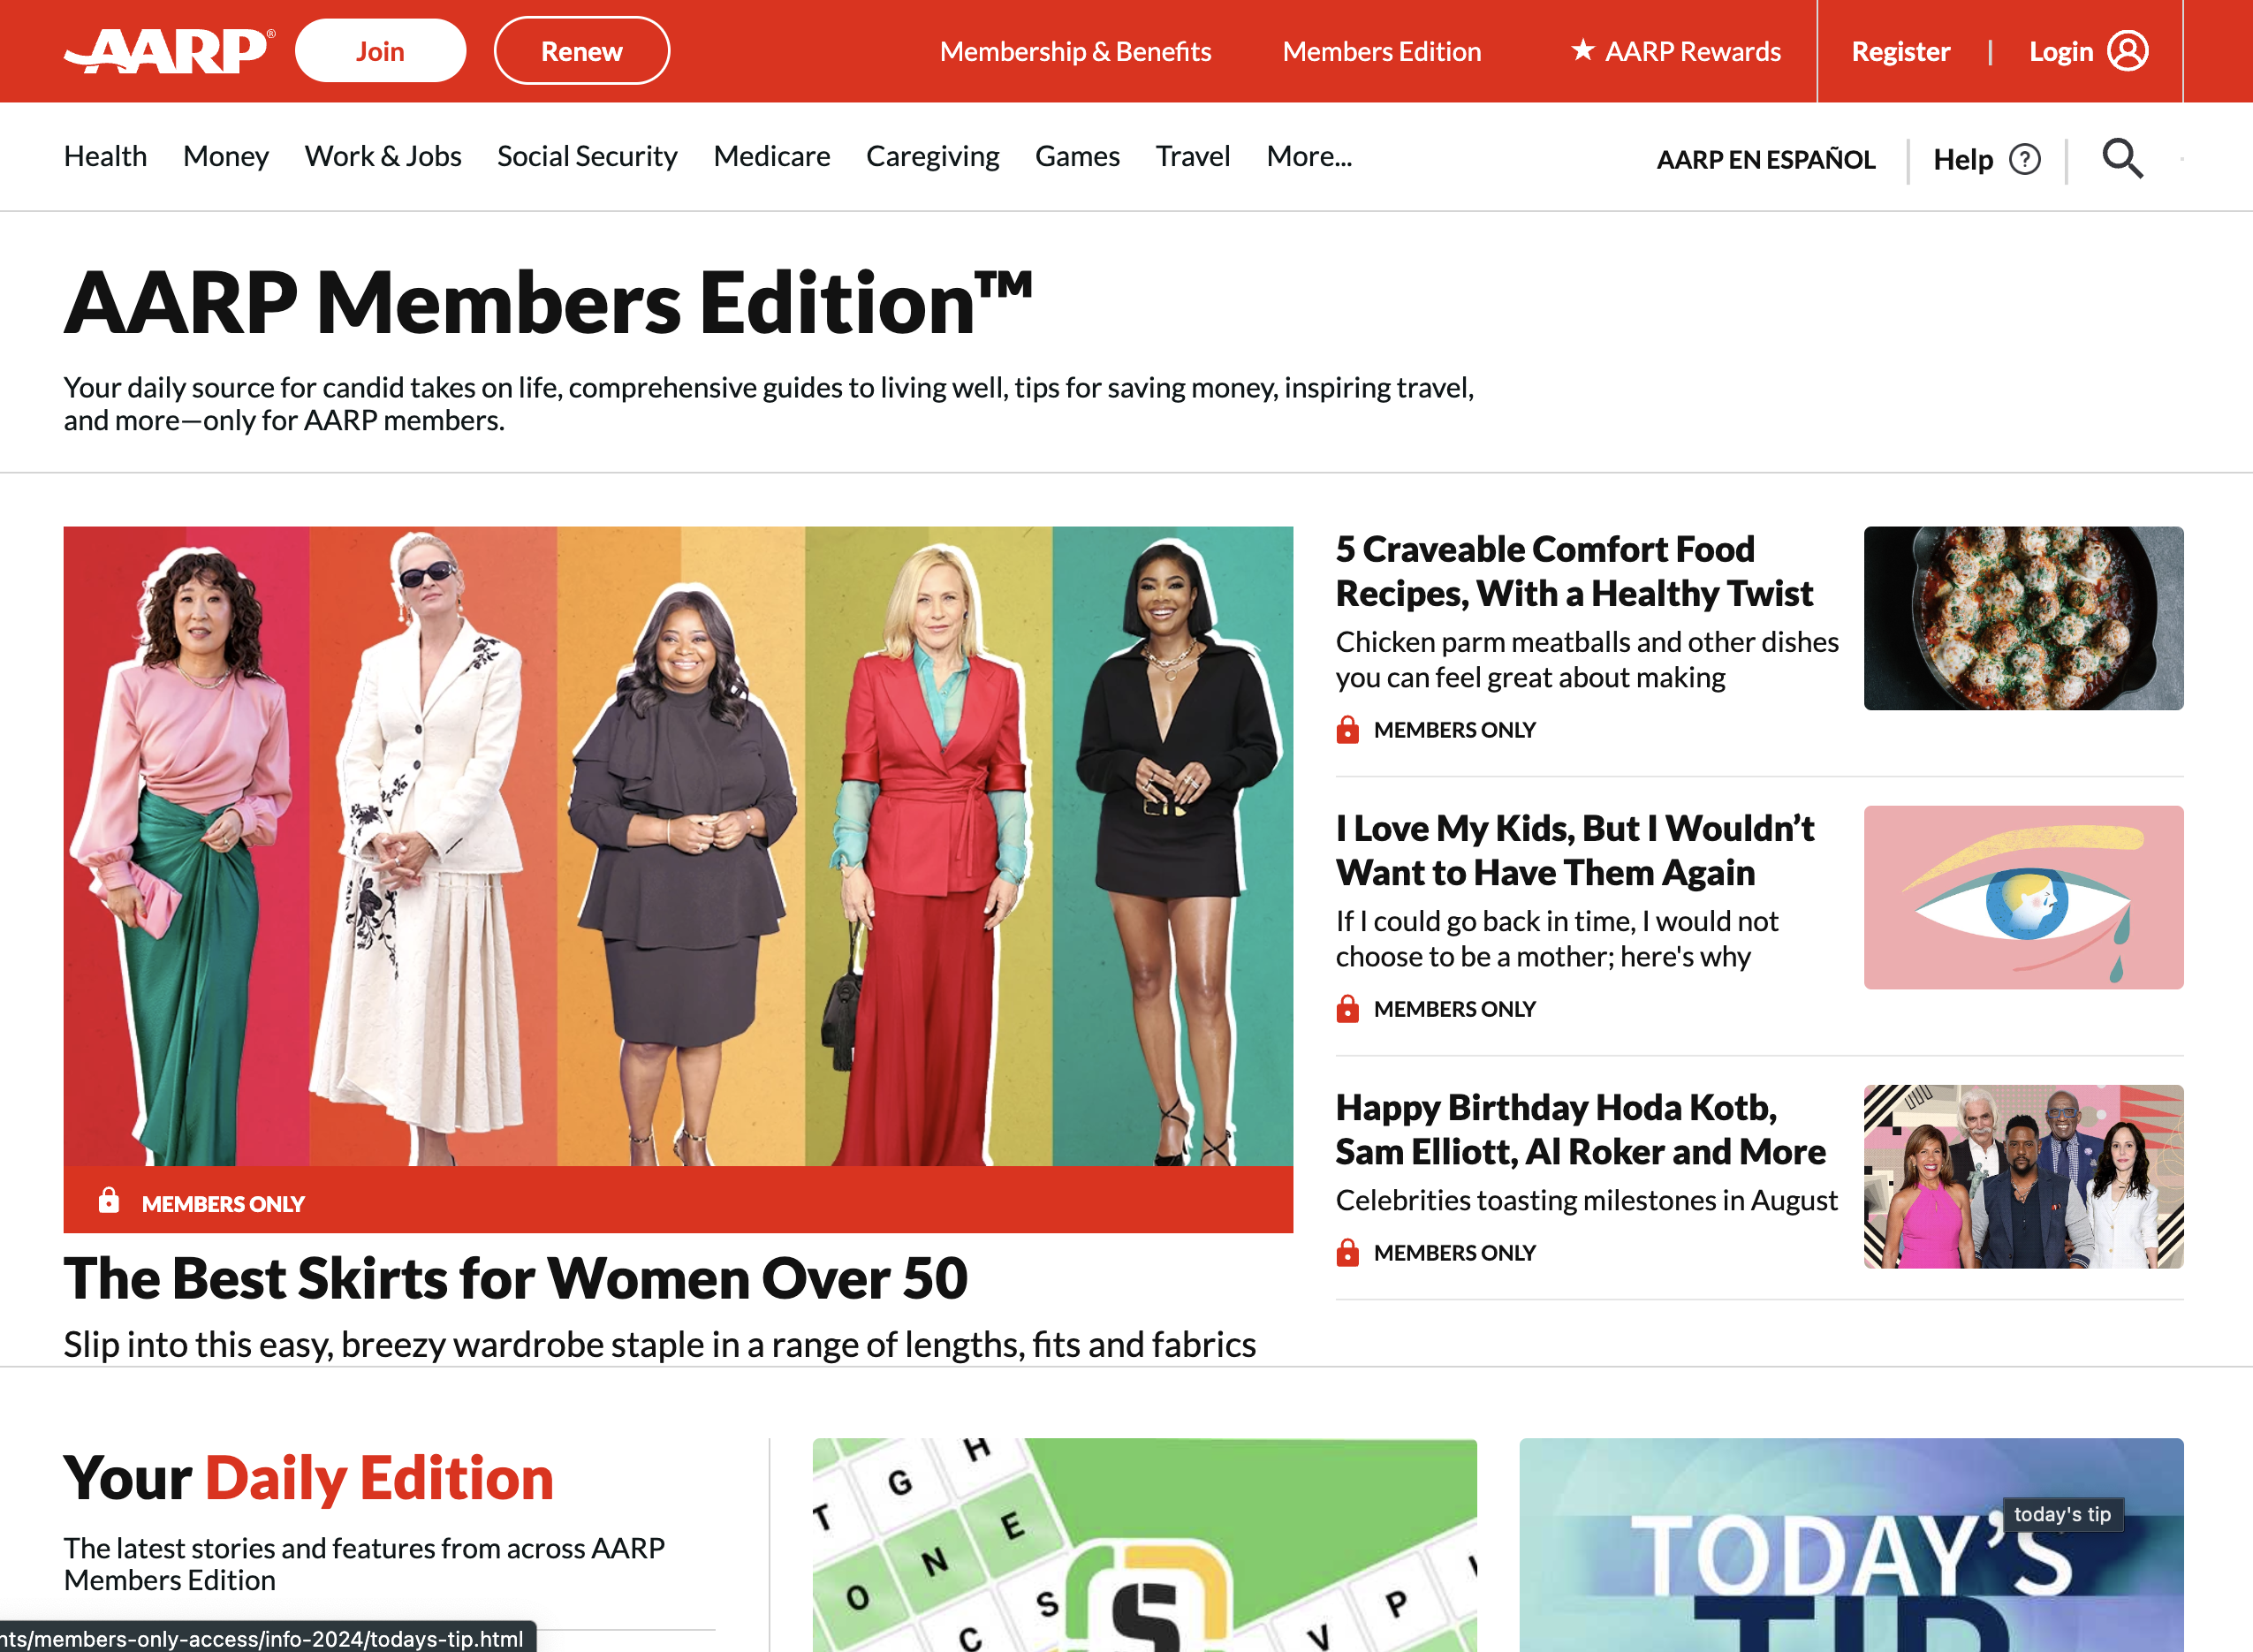 AARP®
Join
Renew
Membership & Benefits
Members Edition
★ AARP Rewards
Register
|
Login
Health
Money
Work & Jobs
Social Security
Medicare
Caregiving
Games
Travel
More...
AARP EN ESPAÑOL
Help ?
AARP Members Edition™
Your daily source for candid takes on life, comprehensive guides to living well, tips for saving money, inspiring travel,
and more—only for AARP members.
MEMBERS ONLY
The Best Skirts for Women Over 50
Slip into this easy, breezy wardrobe staple in a range of lengths, fits and fabrics
5 Craveable Comfort Food
Recipes, With a Healthy Twist
Chicken parm meatballs and other dishes
you can feel great about making
MEMBERS ONLY
I Love My Kids, But I Wouldn’t
Want to Have Them Again
If I could go back in time, I would not
choose to be a mother; here's why
MEMBERS ONLY
Happy Birthday Hoda Kotb,
Sam Elliott, Al Roker and More
Celebrities toasting milestones in August
MEMBERS ONLY
Your Daily Edition
The latest stories and features from across AARP
Members Edition
T G H
O N E
C S
S
V P
TODAY’S
TIP
today's tip
nts/members-only-access/info-2024/todays-tip.html